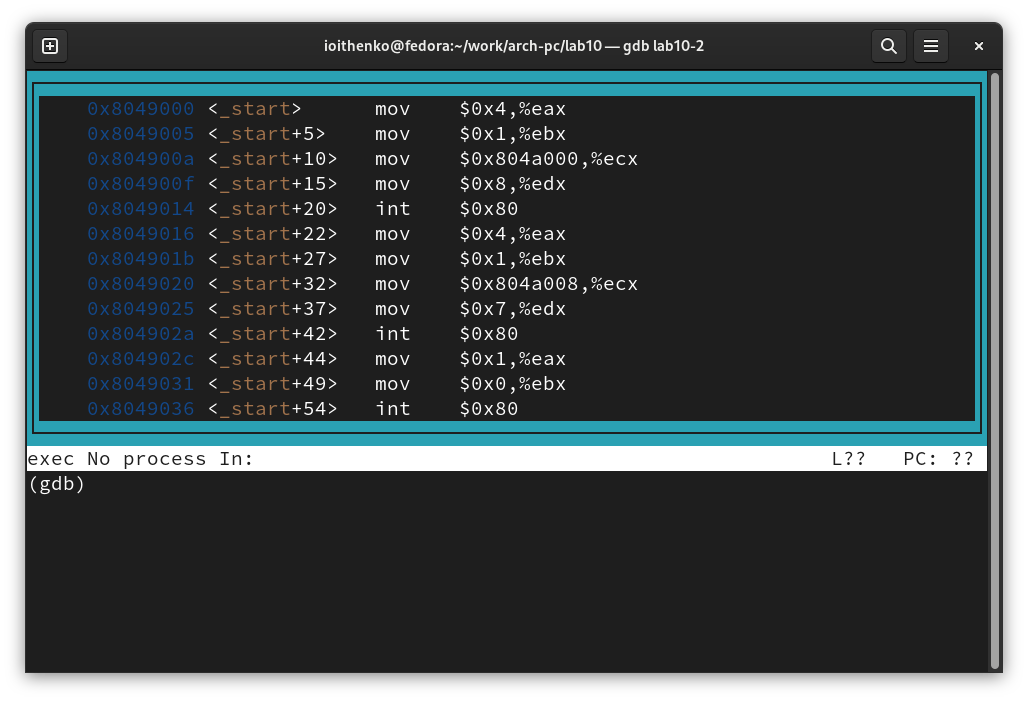 ioithenko@fedora:~/work/arch-pc/lab10 — gdb lab10-2
0x8049000 <_start> mov $0x4,%eax
0x8049005 <_start+5> mov $0x1,%ebx
0x804900a <_start+10> mov $0x804a000,%ecx
0x804900f <_start+15> mov $0x8,%edx
0x8049014 <_start+20> int $0x80
0x8049016 <_start+22> mov $0x4,%eax
0x804901b <_start+27> mov $0x1,%ebx
0x8049020 <_start+32> mov $0x804a008,%ecx
0x8049025 <_start+37> mov $0x7,%edx
0x804902a <_start+42> int $0x80
0x804902c <_start+44> mov $0x1,%eax
0x8049031 <_start+49> mov $0x0,%ebx
0x8049036 <_start+54> int $0x80
exec No process In: L?? PC: ??
(gdb)